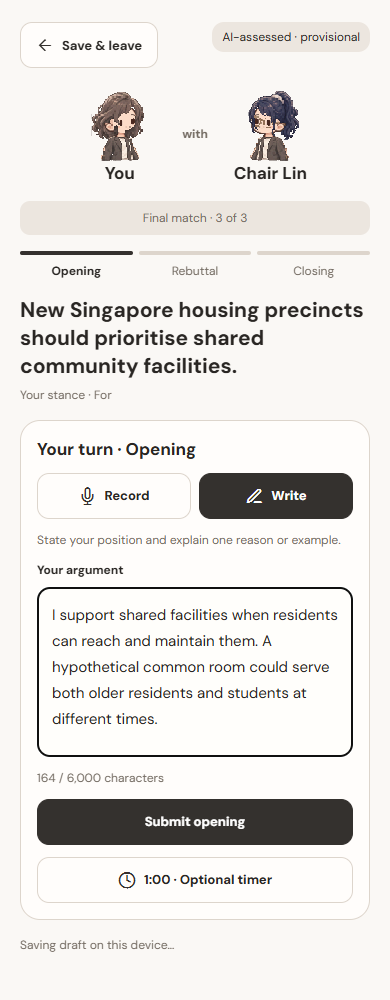 Save & leave
AI-assessed · provisional
with
You
Chair Lin
Final match · 3 of 3
Opening
Rebuttal
Closing
New Singapore housing precincts
should prioritise shared
community facilities.
Your stance · For
Your turn · Opening
Record
Write
State your position and explain one reason or example.
Your argument
I support shared facilities when residents
can reach and maintain them. A
hypothetical common room could serve
both older residents and students at
different times.
164 / 6,000 characters
Submit opening
1:00 · Optional timer
Saving draft on this device…